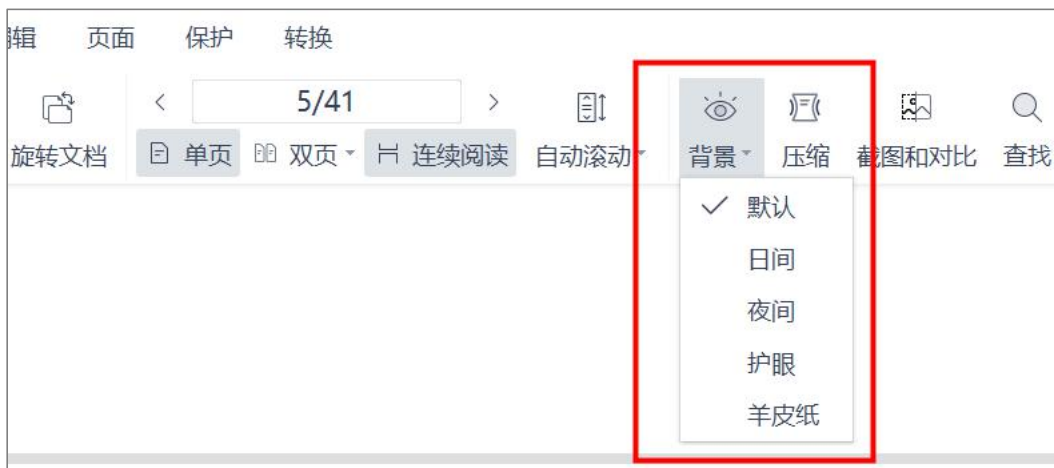 编辑 页面 保护 转换
5/41
旋转文档 单页 双页 连续阅读 自动滚动 背景 压缩 截图和对比 查找
默认
日间
夜间
护眼
羊皮纸